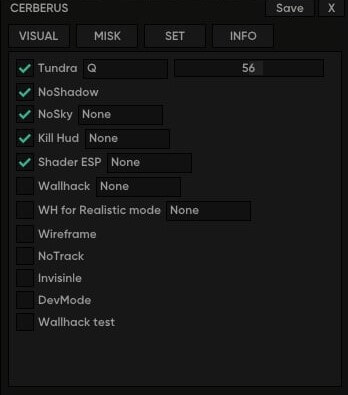 CERBERUS Save X
VISUAL MISK SET INFO
Tundra Q 56
NoShadow
NoSky None
Kill Hud None
Shader ESP None
Wallhack None
WH for Realistic mode None
Wireframe
NoTrack
Invisinle
DevMode
Wallhack test